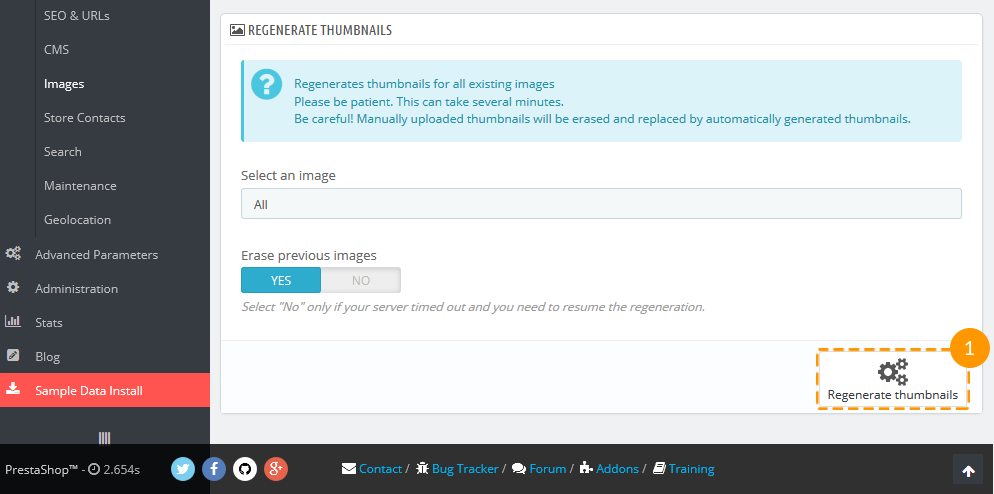 SEO & URLs
CMS
Images
Store Contacts
Search
Maintenance
Geolocation
Advanced Parameters
Administration
Stats
Blog
Sample Data Install
REGENERATE THUMBNAILS
?
Regenerates thumbnails for all existing images
Please be patient. This can take several minutes.
Be careful! Manually uploaded thumbnails will be erased and replaced by automatically generated thumbnails.
Select an image
All
Erase previous images
YES NO
Select "No" only if your server timed out and you need to resume the regeneration.
1
Regenerate thumbnails
PrestaShop™ - 2.654s
Contact / Bug Tracker / Forum / Addons / Training